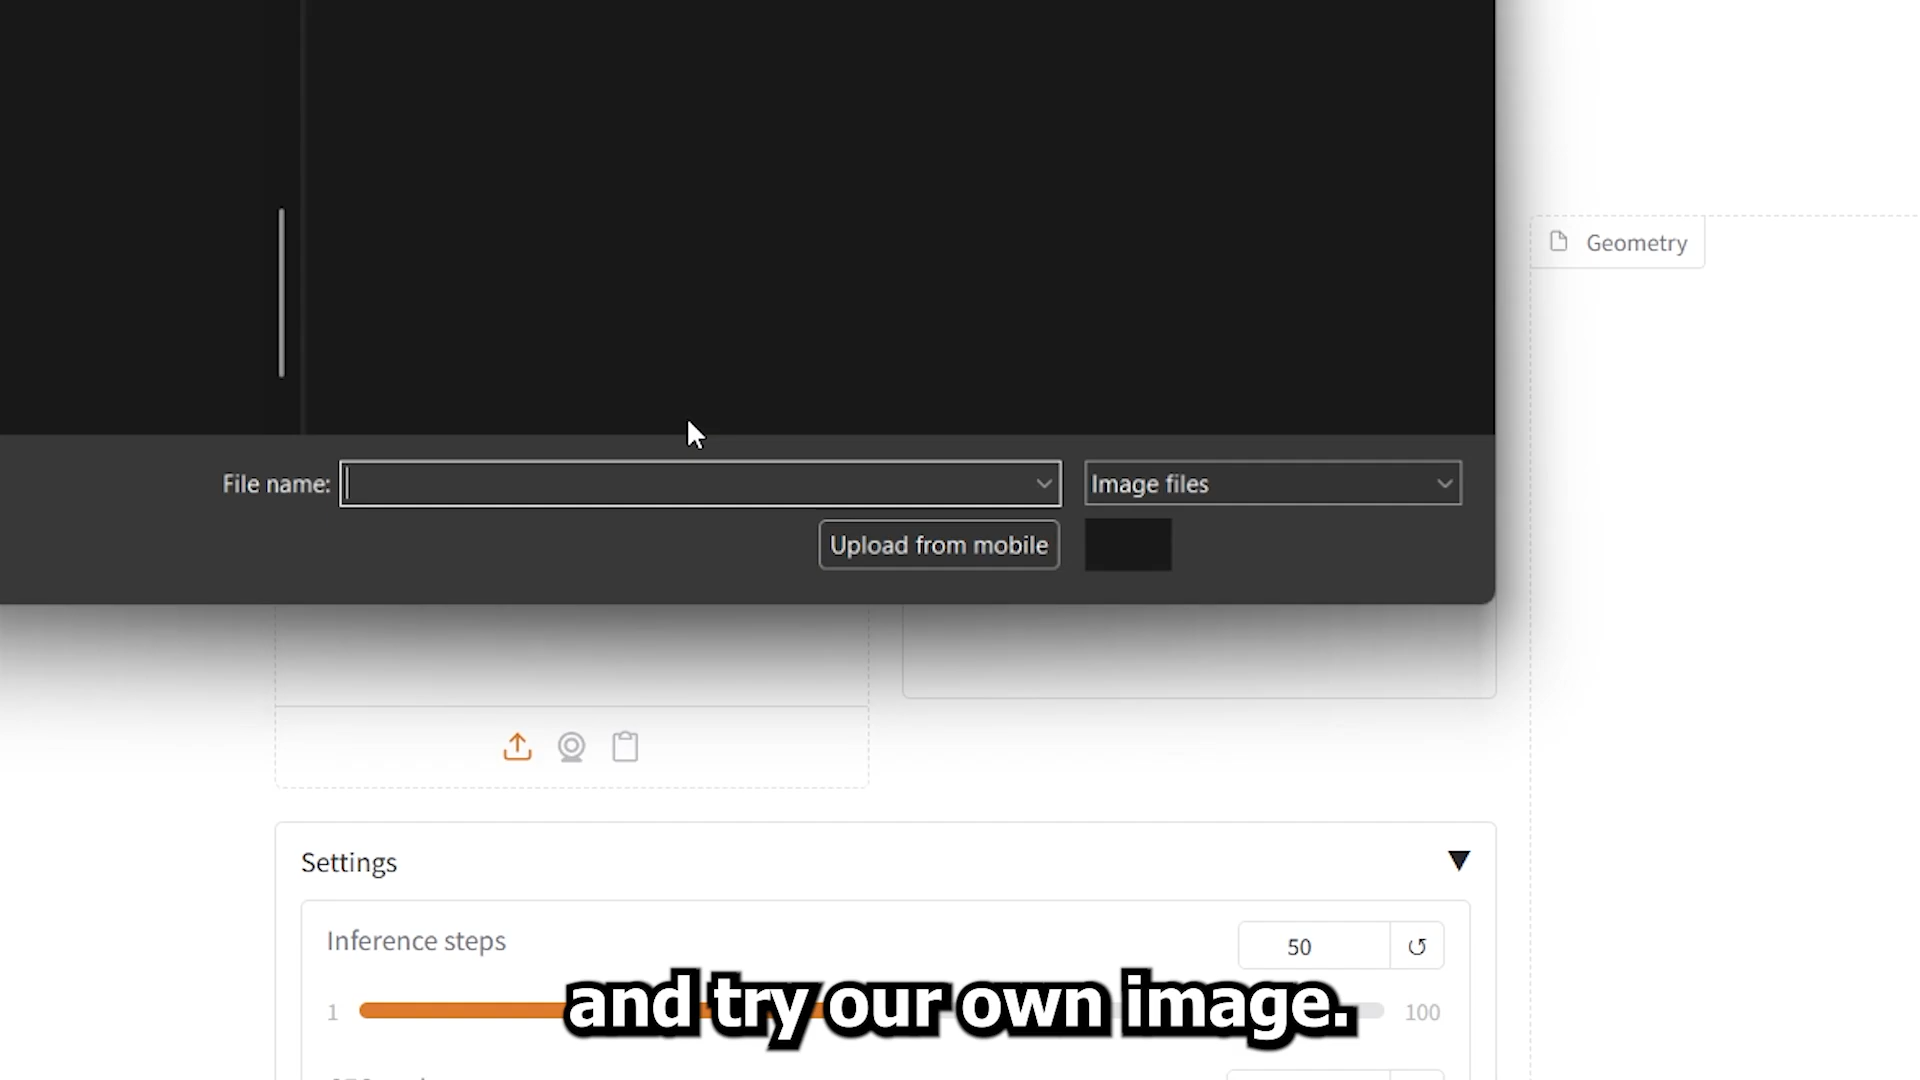 Geometry
File name:
Image files
Upload from mobile
Settings
Inference steps
50
1
100
and try our own image.